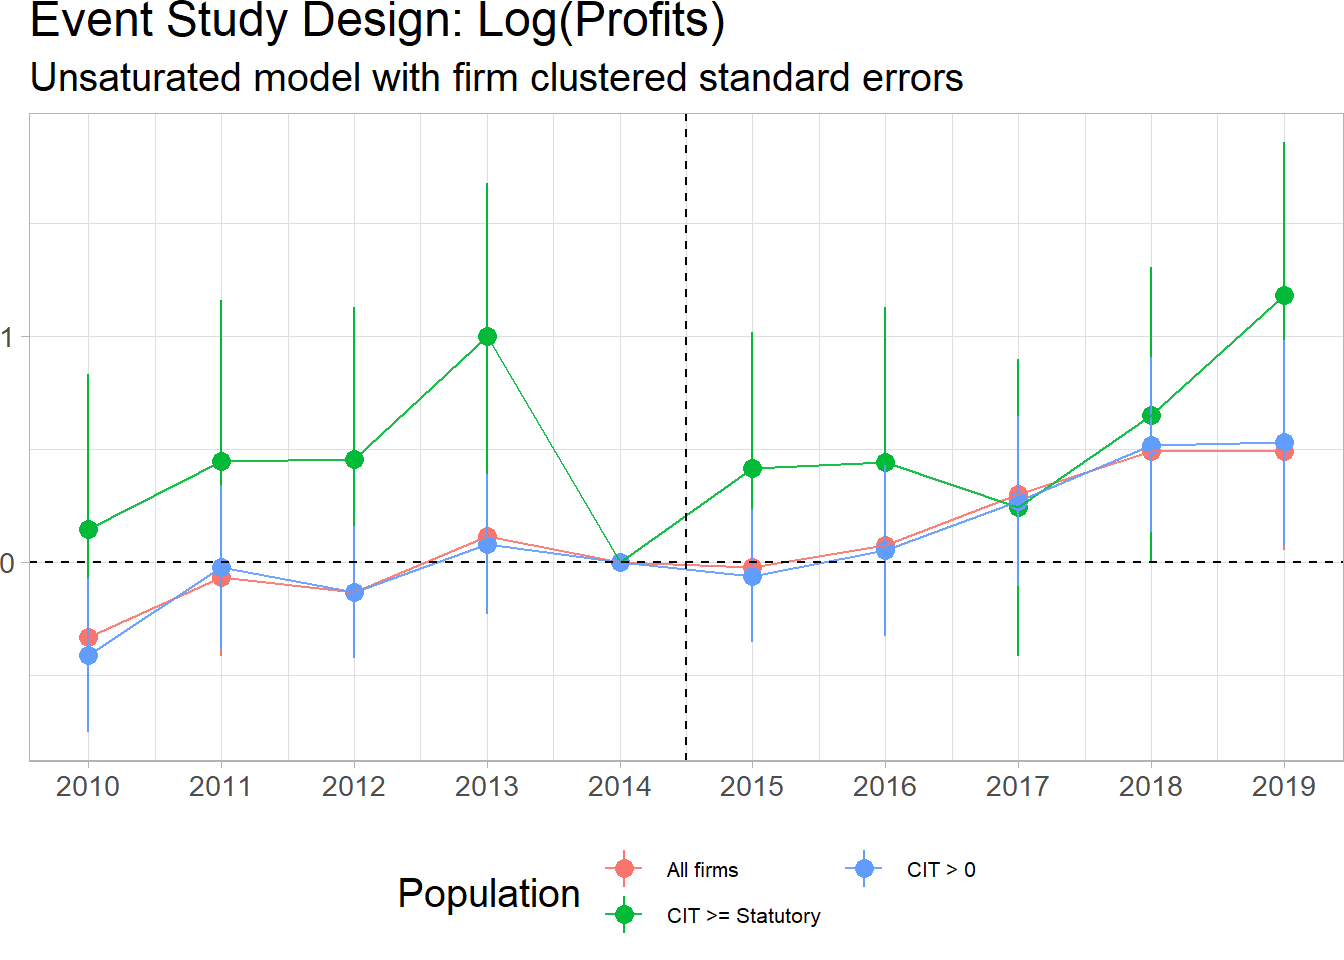 Event Study Design: Log(Profits)
Unsaturated model with firm clustered standard errors
1
0
2010 2011 2012 2013 2014 2015 2016 2017 2018 2019
Population
All firms
CIT > 0
CIT >= Statutory